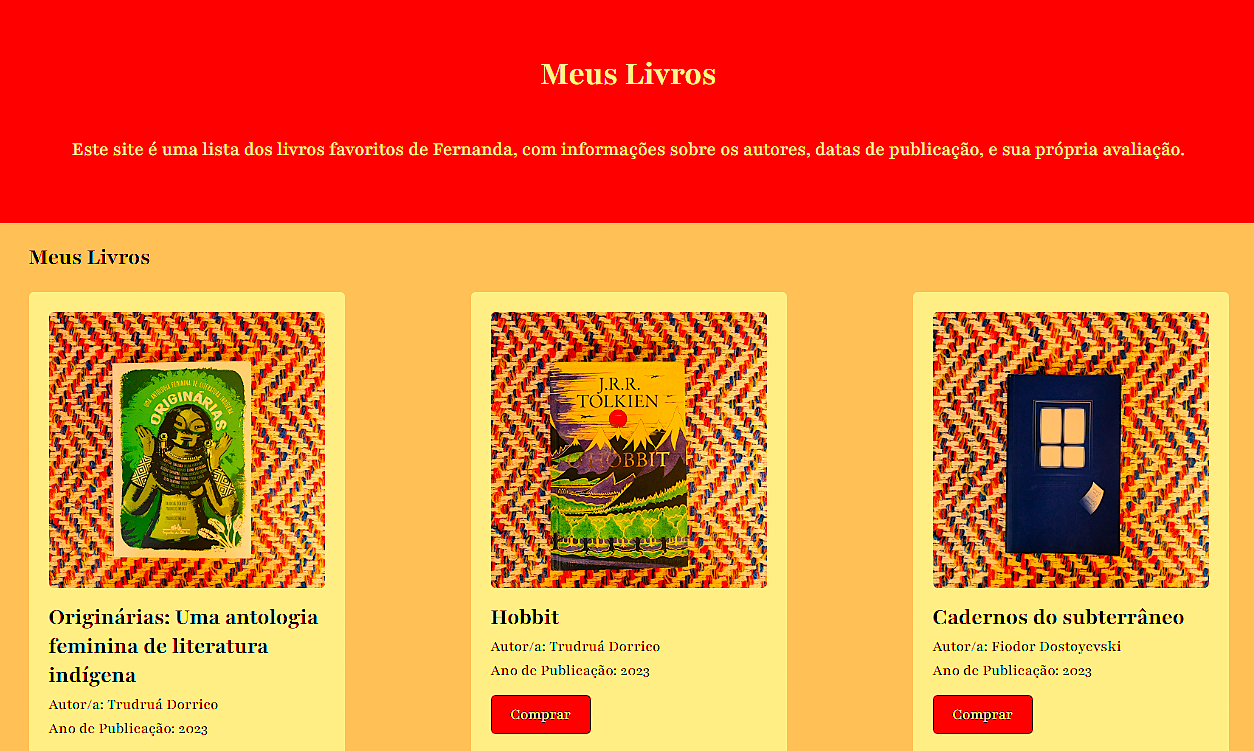 Meus Livros
Este site é uma lista dos livros favoritos de Fernanda, com informações sobre os autores, datas de publicação, e sua própria avaliação.
Meus Livros
UMA ANTOLOGIA FEMININA DE LITERATURA INDÍGENA
ORIGINÁRIAS
J.R.R.
TOLKIEN
HOBBIT
Originárias: Uma antologia
feminina de literatura
indígena
Autor/a: Trudruá Dorrico
Ano de Publicação: 2023
Hobbit
Autor/a: Trudruá Dorrico
Ano de Publicação: 2023
Comprar
Cadernos do subterrâneo
Autor/a: Fiodor Dostoyevski
Ano de Publicação: 2023
Comprar